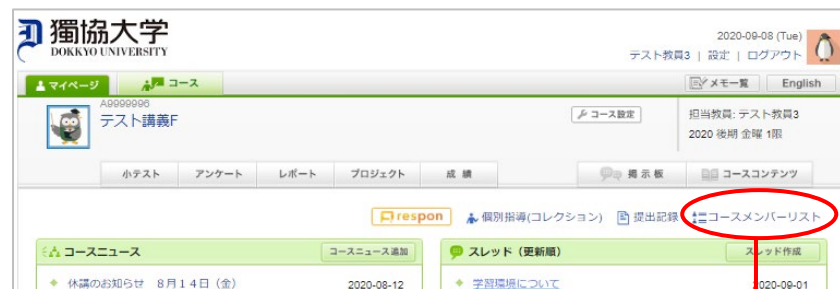 獨協大学
DOKKYO UNIVERSITY
2020-09-08 (Tue)
テスト教員3 | 設定 | ログアウト
マイページ
コース
メモ一覧
English
A9999996
テスト講義F
コース設定
担当教員: テスト教員3
2020 後期 金曜 1限
小テスト
アンケート
レポート
プロジェクト
成績
掲示板
コースコンテンツ
respon
個別指導(コレクション)
提出記録
コースメンバーリスト
コースニュース
コースニュース追加
スレッド (更新順)
スレッド作成
休講のお知らせ 8月14日(金)
2020-08-12
学習環境について
2020-09-01